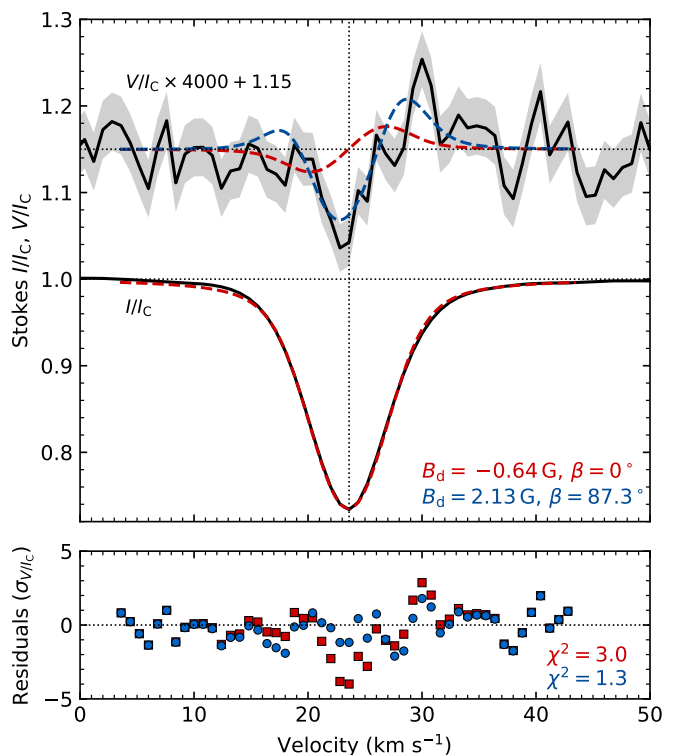 1.3
1.2
1.1
1.0
0.9
0.8
Stokes I/I_C, V/I_C
V/I_C × 4000 + 1.15
I/I_C
B_d = −0.64 G, β = 0°
B_d = 2.13 G, β = 87.3°
5
0
−5
Residuals (σ_{V/I_C})
χ² = 3.0
χ² = 1.3
0 10 20 30 40 50
Velocity (km s⁻¹)